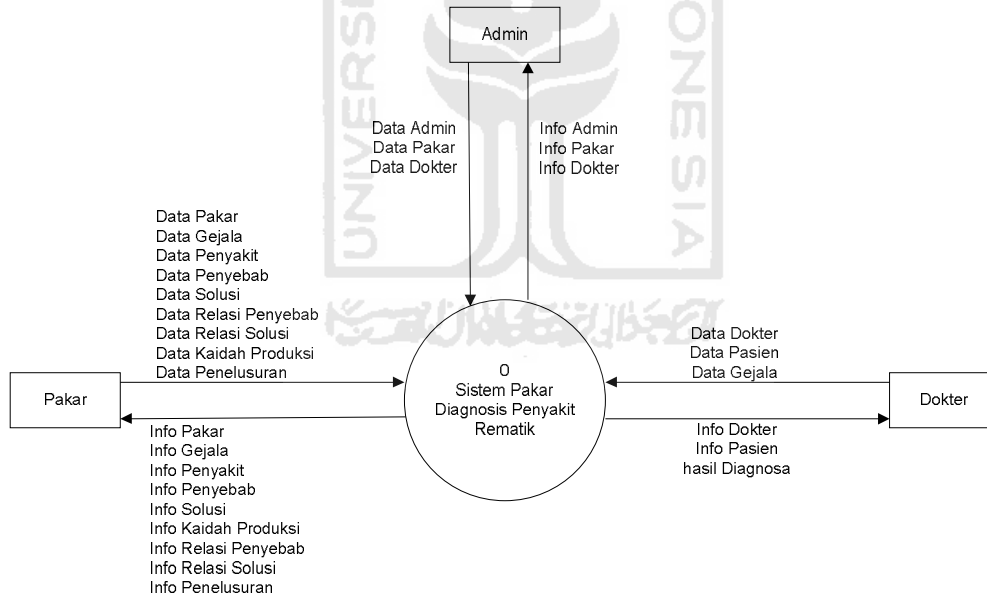 UNIVERS
ONESIA
Admin
Data Admin
Data Pakar
Data Dokter
Info Admin
Info Pakar
Info Dokter
Data Pakar
Data Gejala
Data Penyakit
Data Penyebab
Data Solusi
Data Relasi Penyebab
Data Relasi Solusi
Data Kaidah Produksi
Data Penelusuran
Pakar
Info Pakar
Info Gejala
Info Penyakit
Info Penyebab
Info Solusi
Info Kaidah Produksi
Info Relasi Penyebab
Info Relasi Solusi
Info Penelusuran
0
Sistem Pakar
Diagnosis Penyakit
Rematik
Data Dokter
Data Pasien
Data Gejala
Dokter
Info Dokter
Info Pasien
hasil Diagnosa